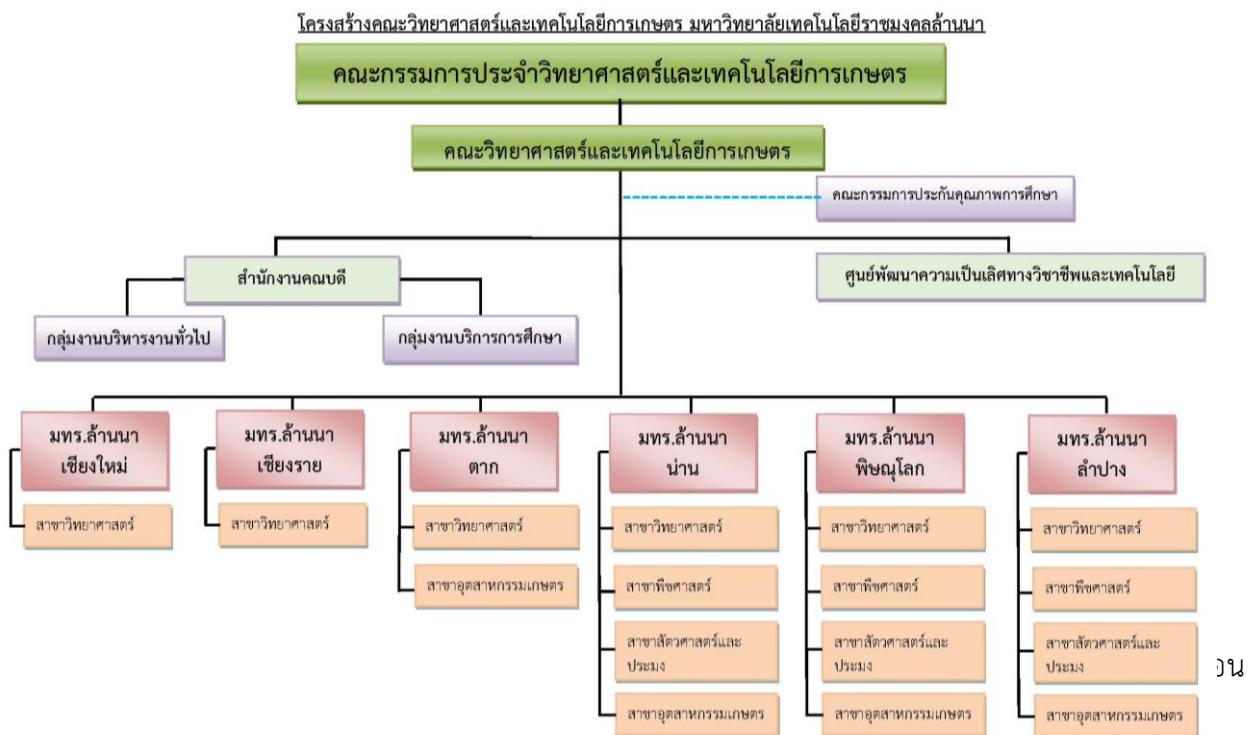 โครงสร้างคณะวิทยาศาสตร์และเทคโนโลยีการเกษตร มหาวิทยาลัยเทคโนโลยีราชมงคลล้านนา
คณะกรรมการประจำวิทยาศาสตร์และเทคโนโลยีการเกษตร
คณะวิทยาศาสตร์และเทคโนโลยีการเกษตร
คณะกรรมการประกันคุณภาพการศึกษา
สำนักงานคณบดี
ศูนย์พัฒนาความเป็นเลิศทางวิชาชีพและเทคโนโลยี
กลุ่มงานบริหารงานทั่วไป
กลุ่มงานบริการการศึกษา
มทร.ล้านนา
เชียงใหม่
สาขาวิทยาศาสตร์
มทร.ล้านนา
เชียงราย
สาขาวิทยาศาสตร์
มทร.ล้านนา
ตาก
สาขาวิทยาศาสตร์
สาขาอุตสาหกรรมเกษตร
มทร.ล้านนา
น่าน
สาขาวิทยาศาสตร์
สาขาพืชศาสตร์
สาขาสัตวศาสตร์และ
ประมง
สาขาอุตสาหกรรมเกษตร
มทร.ล้านนา
พิษณุโลก
สาขาวิทยาศาสตร์
สาขาพืชศาสตร์
สาขาสัตวศาสตร์และ
ประมง
สาขาอุตสาหกรรมเกษตร
มทร.ล้านนา
ลำปาง
สาขาวิทยาศาสตร์
สาขาพืชศาสตร์
สาขาสัตวศาสตร์และ
ประมง
สาขาอุตสาหกรรมเกษตร